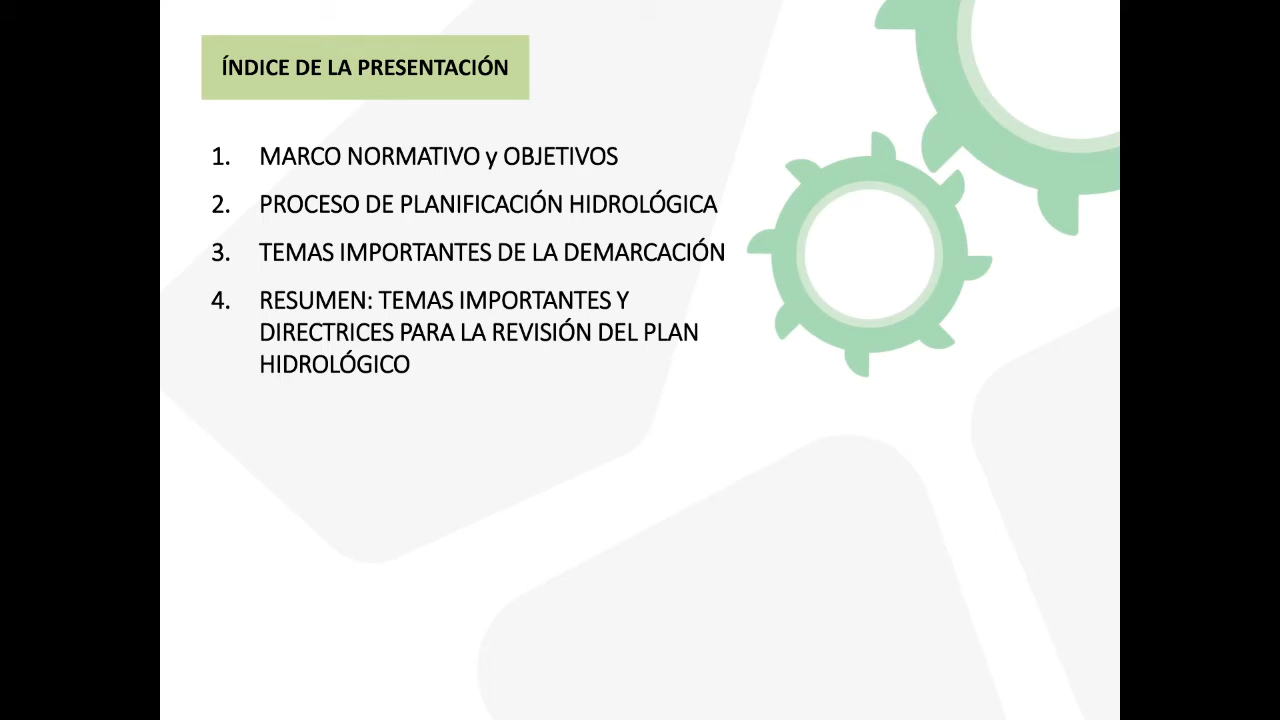 ÍNDICE DE LA PRESENTACIÓN
1. MARCO NORMATIVO y OBJETIVOS
2. PROCESO DE PLANIFICACIÓN HIDROLÓGICA
3. TEMAS IMPORTANTES DE LA DEMARCACIÓN
4. RESUMEN: TEMAS IMPORTANTES Y
DIRECTRICES PARA LA REVISIÓN DEL PLAN
HIDROLÓGICO